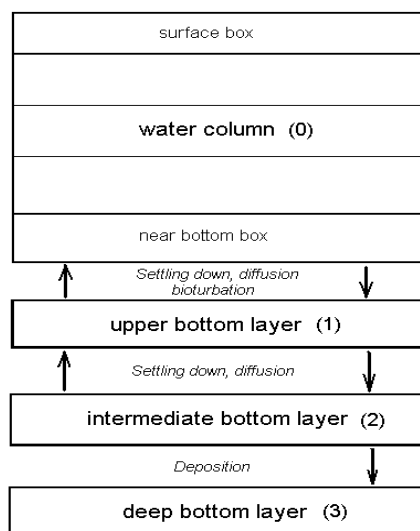 surface box
water column (0)
near bottom box
Settling down, diffusion
bioturbation
upper bottom layer (1)
Settling down, diffusion
intermediate bottom layer (2)
Deposition
deep bottom layer (3)